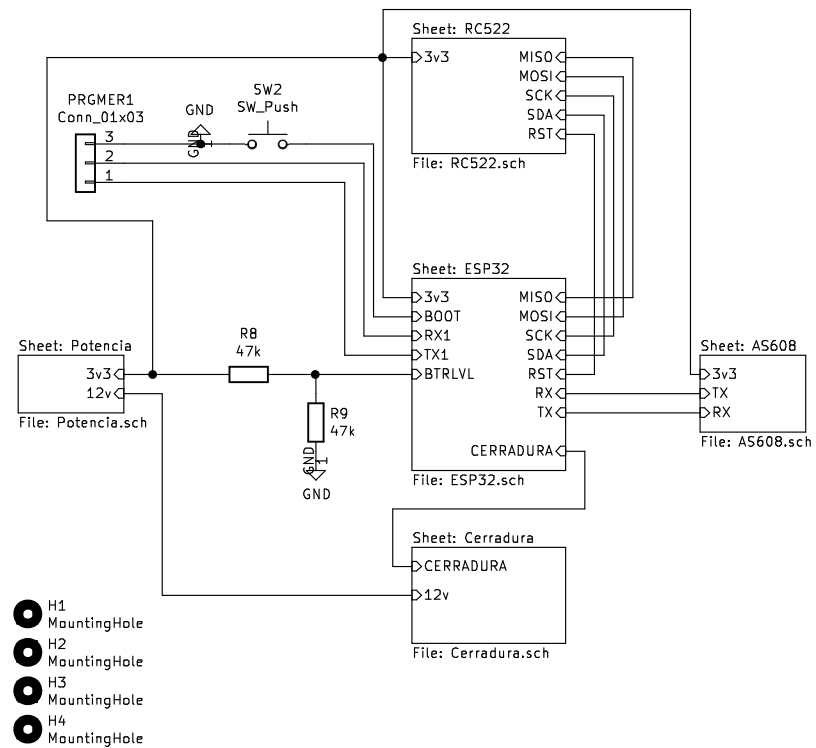 Sheet: RC522
3v3
MISO
MOSI
SCK
SDA
RST
File: RC522.sch
PRGMER1
Conn_01x03
3
2
1
GND
GND
1
SW2
SW_Push
Sheet: ESP32
3v3
BOOT
RX1
TX1
BTRLVL
MISO
MOSI
SCK
SDA
RST
RX
TX
CERRADURA
File: ESP32.sch
Sheet: Potencia
3v3
12v
File: Potencia.sch
R8
47k
R9
47k
GND
1
GND
Sheet: AS608
3v3
TX
RX
File: AS608.sch
Sheet: Cerradura
CERRADURA
12v
File: Cerradura.sch
H1
MountingHole
H2
MountingHole
H3
MountingHole
H4
MountingHole